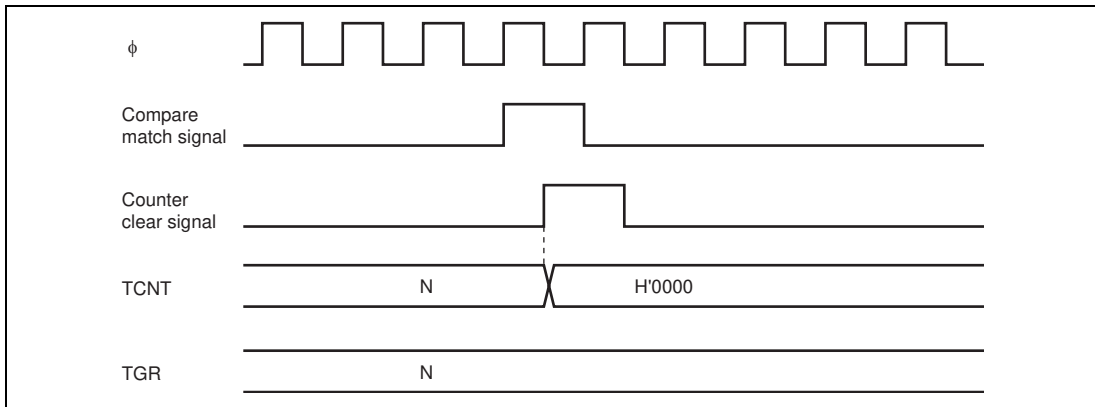 ϕ
Compare
match signal
Counter
clear signal
TCNT
N
H'0000
TGR
N